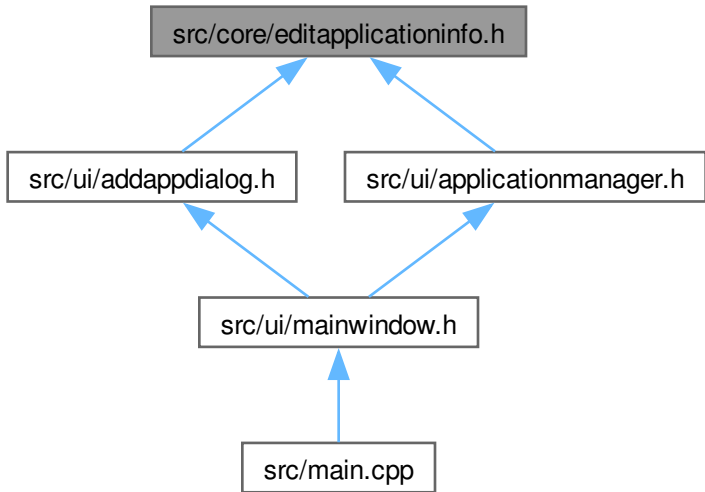 src/core/editapplicationinfo.h
src/ui/addappdialog.h
src/ui/applicationmanager.h
src/ui/mainwindow.h
src/main.cpp